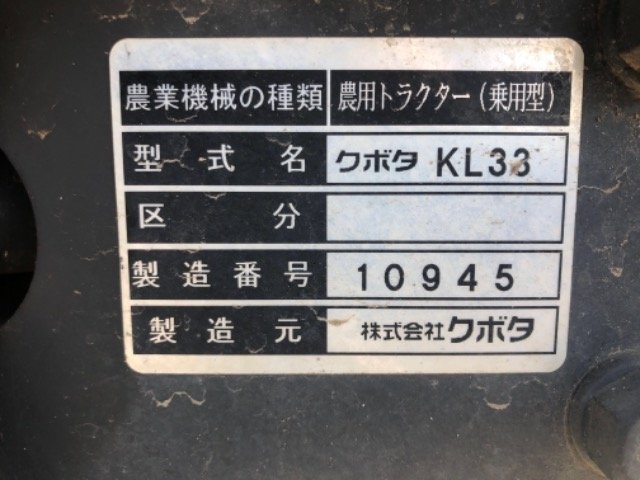 農業機械の種類 農用トラクター(乗用型)
型式名 クボタ KL33
区分
製造番号 10945
製造元 株式会社クボタ